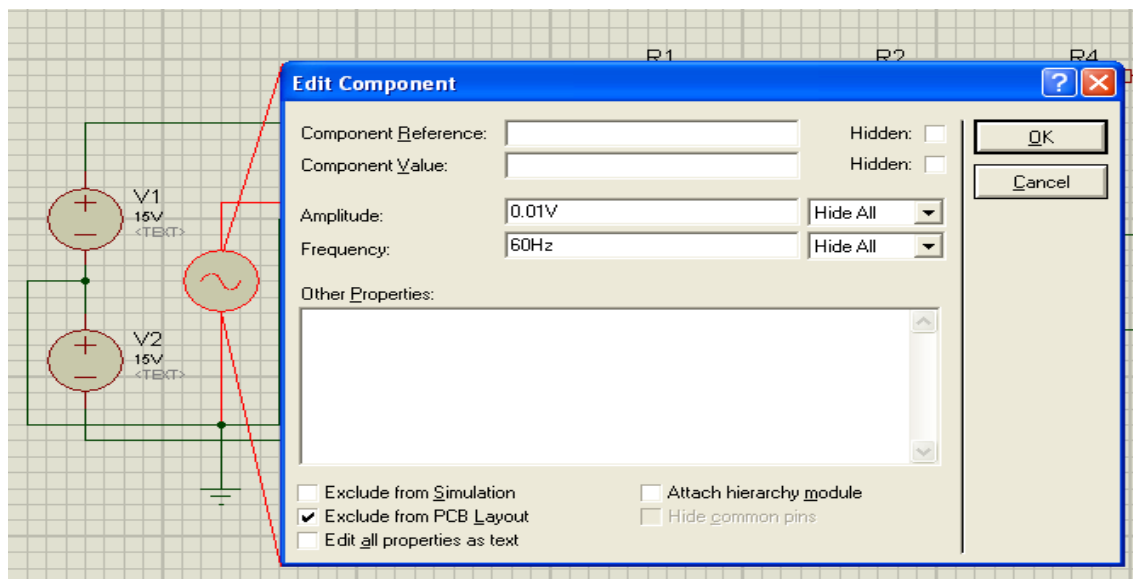 R1 R2 R4
Edit Component
Component Reference: Hidden: OK
Component Value: Hidden: Cancel
Amplitude: 0.01V Hide All
Frequency: 60Hz Hide All
Other Properties:
V1
15V
<TEXT>
V2
15V
<TEXT>
Exclude from Simulation Attach hierarchy module
Exclude from PCB Layout Hide common pins
Edit all properties as text